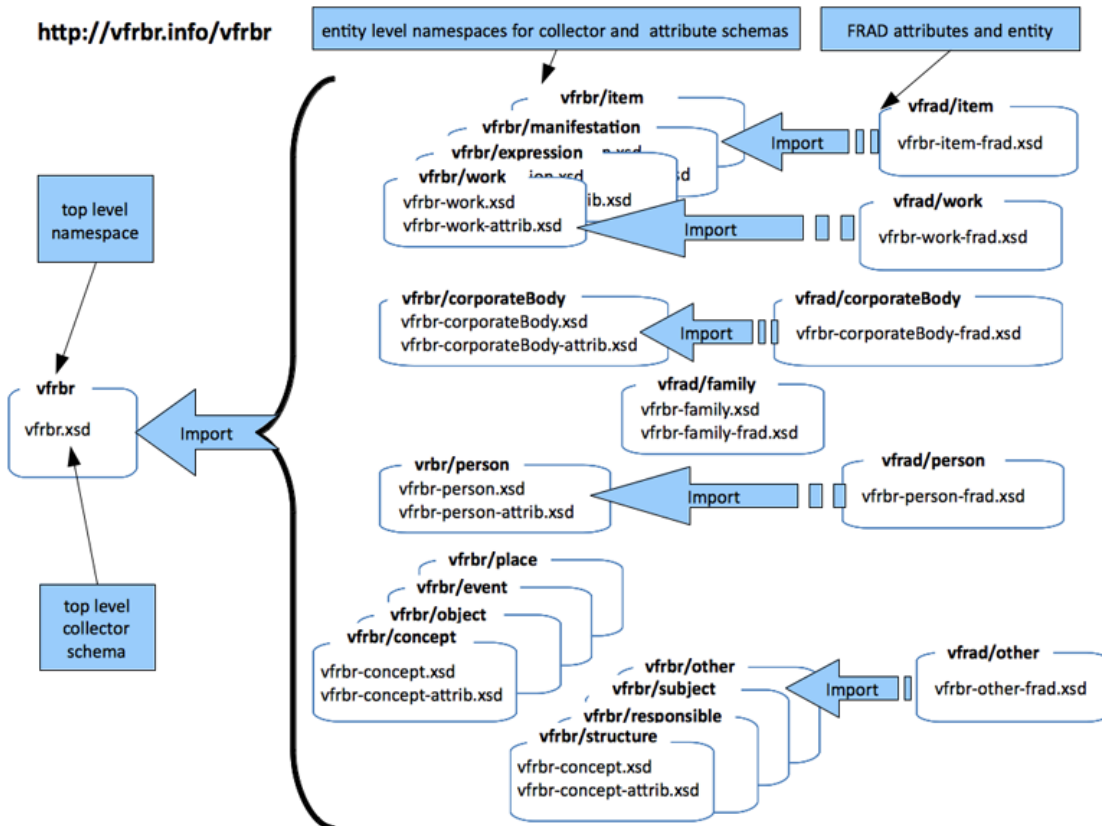 http://vfrbr.info/vfrbr
entity level namespaces for collector and  attribute schemas
FRAD attributes and entity
vfrbr/item
vfrbr/manifestation
n.xsd
d
vfrbr/expression
ion.xsd
ib.xsd
vfrbr/work
vfrbr-work.xsd
vfrbr-work-attrib.xsd
Import
vfrad/item
vfrbr-item-frad.xsd
Import
vfrad/work
vfrbr-work-frad.xsd
top level
namespace
vfrbr/corporateBody
vfrbr-corporateBody.xsd
vfrbr-corporateBody-attrib.xsd
Import
vfrad/corporateBody
vfrbr-corporateBody-frad.xsd
vfrbr
vfrbr.xsd
Import
vfrad/family
vfrbr-family.xsd
vfrbr-family-frad.xsd
vrbr/person
vfrbr-person.xsd
vfrbr-person-attrib.xsd
Import
vfrad/person
vfrbr-person-frad.xsd
top level
collector
schema
vfrbr/place
vfrbr/event
vfrbr/object
vfrbr/concept
vfrbr-concept.xsd
vfrbr-concept-attrib.xsd
vfrbr/other
vfrbr/subject
vfrbr/responsible
vfrbr/structure
vfrbr-concept.xsd
vfrbr-concept-attrib.xsd
Import
vfrad/other
vfrbr-other-frad.xsd